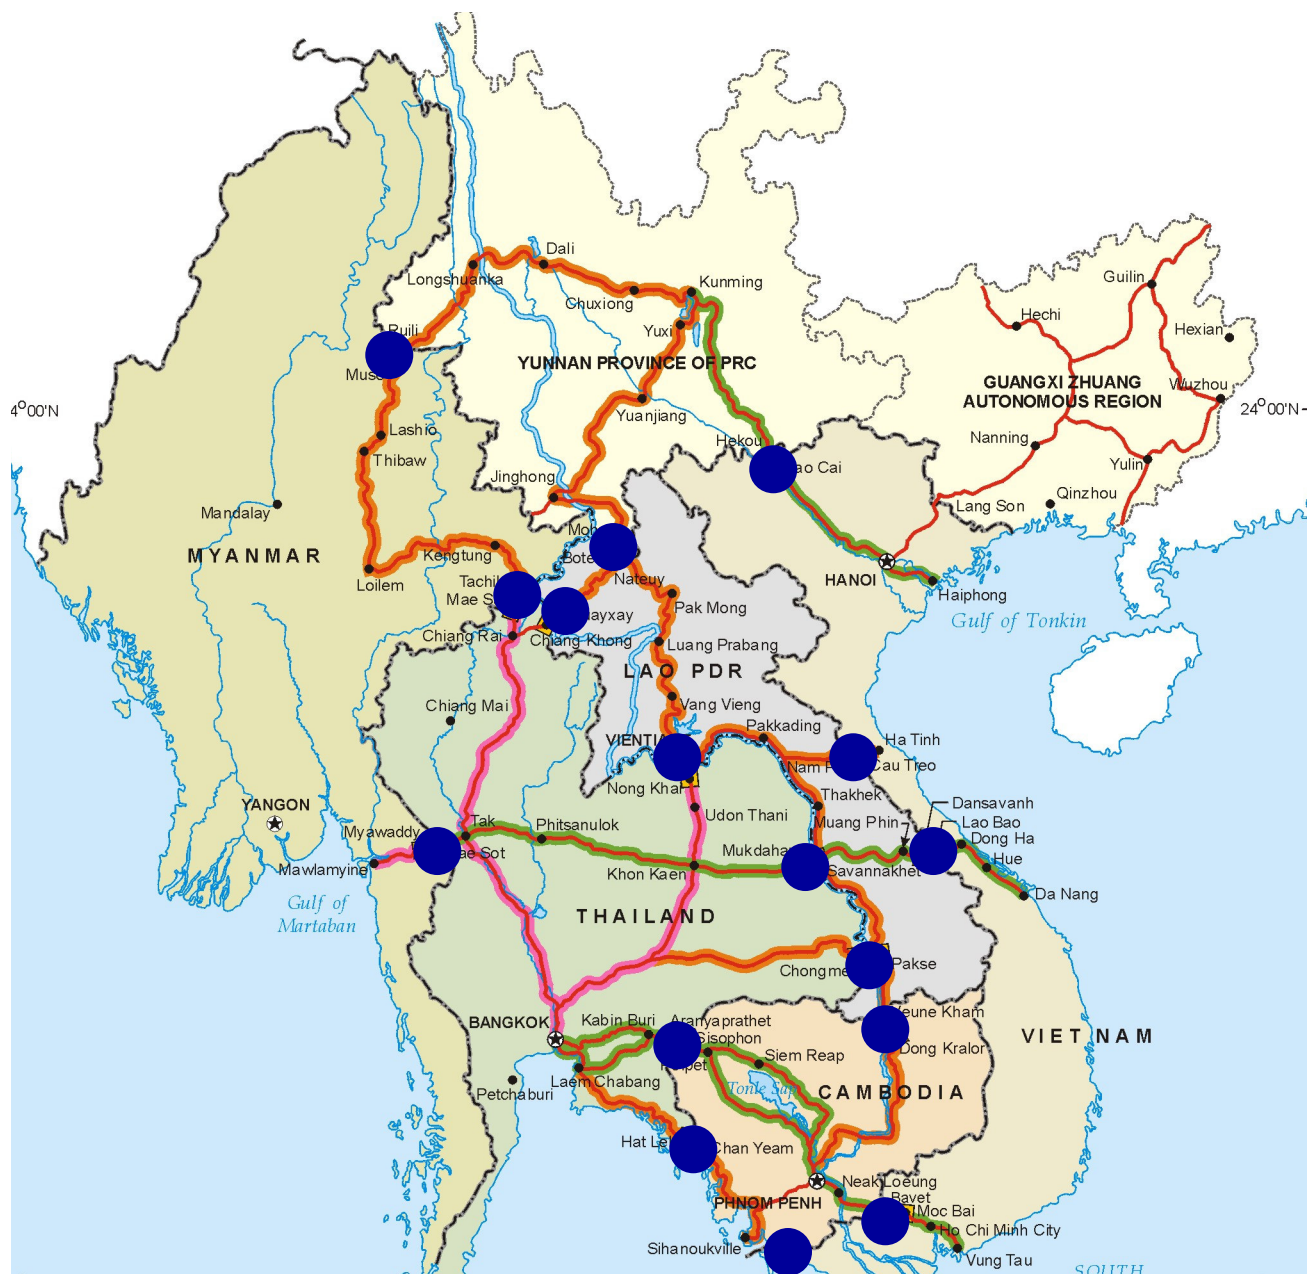 Dali
Longshuanka
Kunming
Guilin
Chuxiong
Hechi
Yuxi
Ruili
Hexian
YUNNAN PROVINCE OF PRC
Muse
GUANGXI ZHUANG
AUTONOMOUS REGION
Wuzhou
4°00'N
24°00'N
Yuanjiang
Lashio
Hekou
Nanning
Thibaw
Yulin
Lao Cai
Jinghong
Qinzhou
Lang Son
Mandalay
MYANMAR
Kengtung
HANOI
Loilem
Nateuy
Haiphong
Pak Mong
Gulf of Tonkin
Chiang Rai
Chiang Khong
Luang Prabang
LAO PDR
Vang Vieng
Chiang Mai
Pakkading
Ha Tinh
Cau Treo
Nong Khai
Thakhek
Dansavanh
YANGON
Udon Thani
Muang Phin
Lao Bao
Tak
Phitsanulok
Myawaddy
Dong Ha
Mae Sot
Hue
Mawlamyine
Khon Kaen
Savannakhet
Da Nang
Gulf of
Martaban
THAILAND
Pakse
BANGKOK
Kabin Buri
Aranyaprathet
VIET NAM
Sisophon
Siem Reap
Dong Kralor
Laem Chabang
Petchaburi
Tonle Sap
CAMBODIA
Chan Yeam
Neak Loeung
PHNOM PENH
Bavet
Moc Bai
Ho Chi Minh City
Sihanoukville
Vung Tau
SOUTH